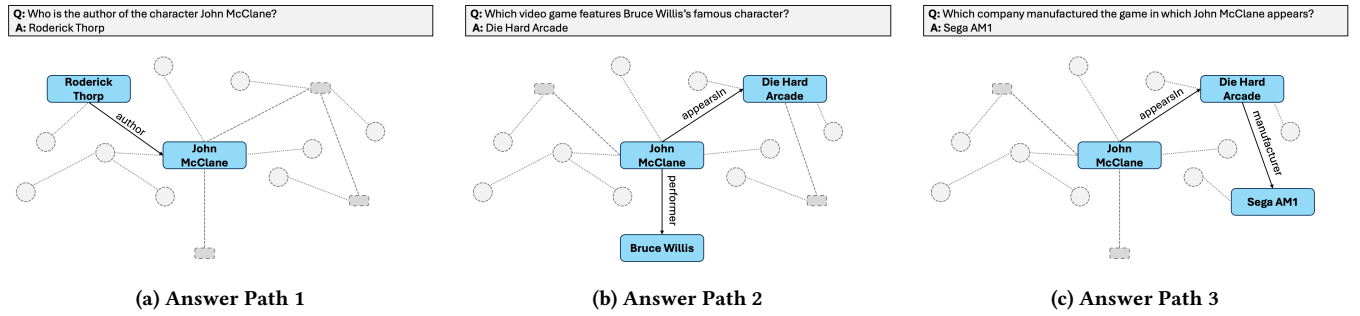 Q: Who is the author of the character John McClane?
A: Roderick Thorp
Roderick
Thorp
author
John
McClane
(a) Answer Path 1
Q: Which video game features Bruce Willis's famous character?
A: Die Hard Arcade
Die Hard
Arcade
appearsIn
John
McClane
performer
Bruce Willis
(b) Answer Path 2
Q: Which company manufactured the game in which John McClane appears?
A: Sega AM1
Die Hard
Arcade
appearsIn
manufacturer
John
McClane
Sega AM1
(c) Answer Path 3